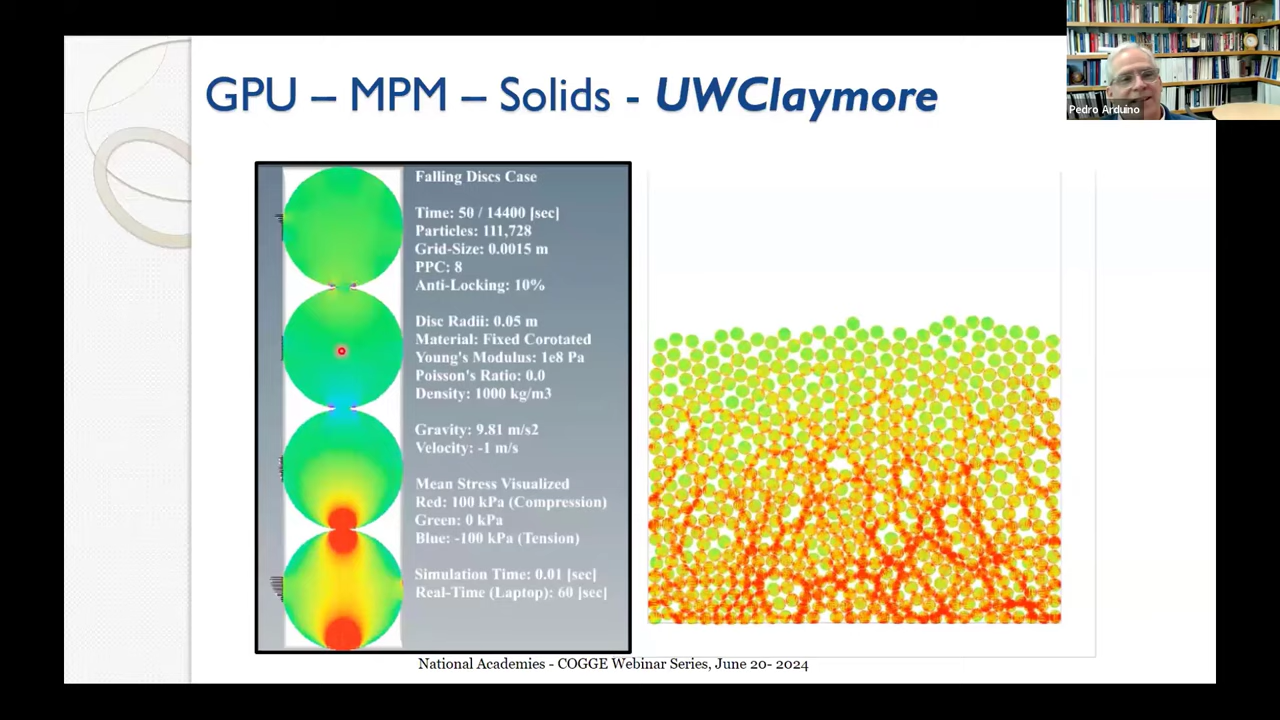 GPU – MPM – Solids - UWClaymore
Pedro Arduino
Falling Discs Case
Time: 50 / 14400 [sec]
Particles: 111,728
Grid-Size: 0.0015 m
PPC: 8
Anti-Locking: 10%
Disc Radii: 0.05 m
Material: Fixed Corotated
Young's Modulus: 1e8 Pa
Poisson's Ratio: 0.0
Density: 1000 kg/m3
Gravity: 9.81 m/s2
Velocity: -1 m/s
Mean Stress Visualized
Red: 100 kPa (Compression)
Green: 0 kPa
Blue: -100 kPa (Tension)
Simulation Time: 0.01 [sec]
Real-Time (Laptop): 60 [sec]
National Academies - COGGE Webinar Series, June 20- 2024